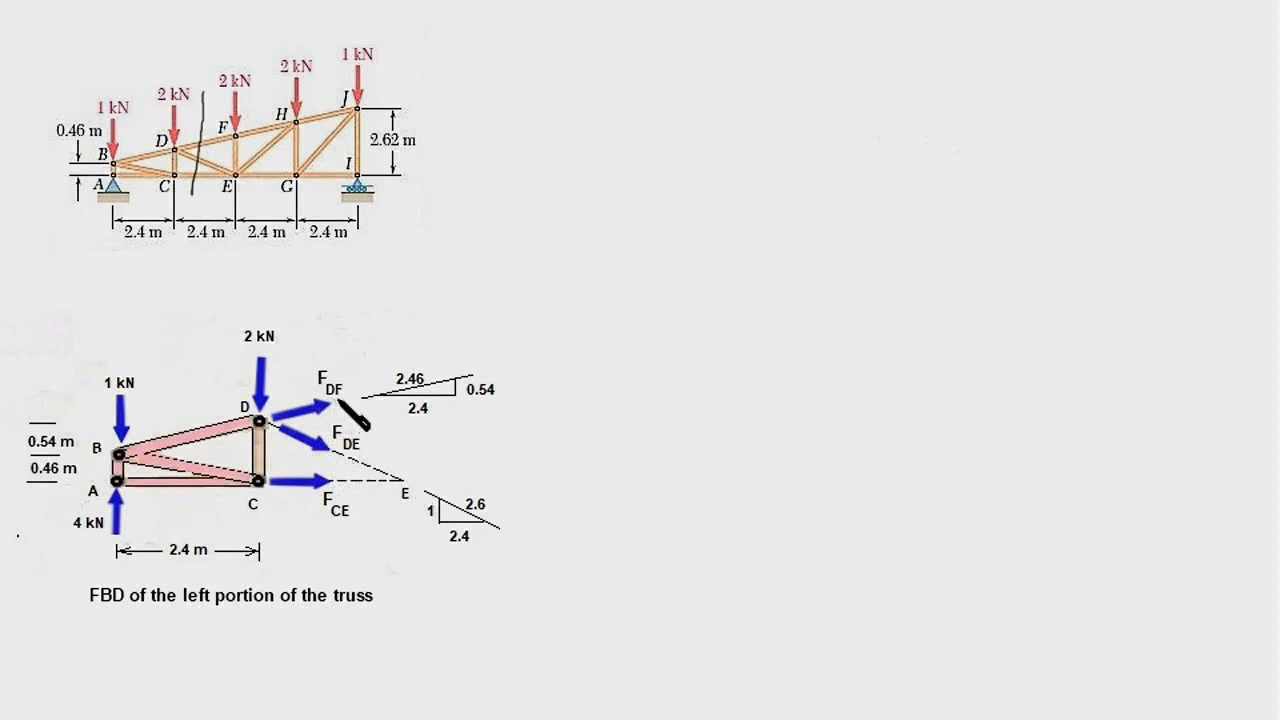 1 kN
2 kN
2 kN
2 kN
1 kN
J
H
F
0.46 m
D
2.62 m
B
I
A
C
E
G
2.4 m
2.4 m
2.4 m
2.4 m
2 kN
1 kN
F DF
2.46
0.54
2.4
D
0.54 m
B
F DE
0.46 m
A
C
F CE
E
1
2.6
2.4
4 kN
2.4 m
FBD of the left portion of the truss